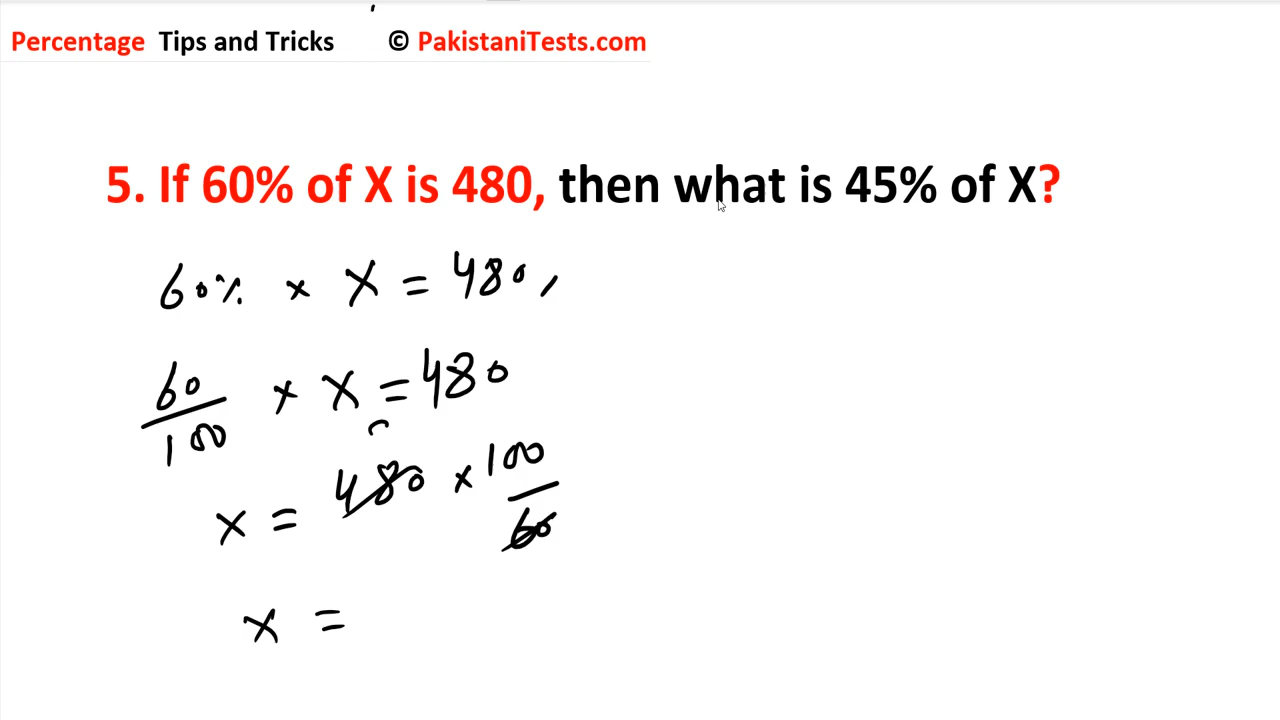 Percentage Tips and Tricks © PakistaniTests.com
5. If 60% of X is 480, then what is 45% of X?
60% × X = 480,
60/100 × X = 480
X = 480 × 100/60
X =